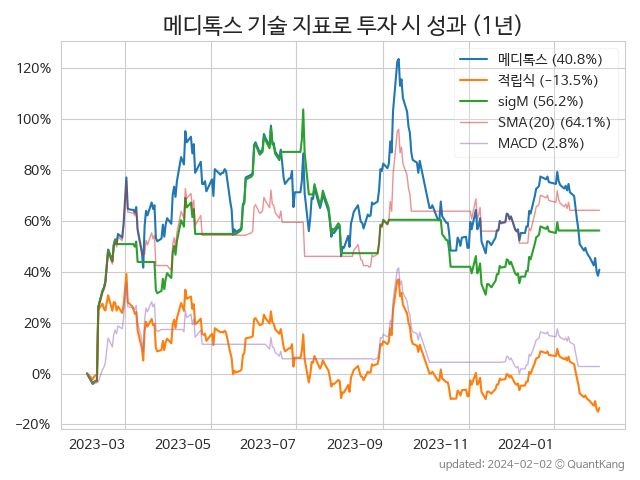 메디톡스 기술 지표로 투자 시 성과 (1년)
메디톡스 (40.8%)
적립식 (−13.5%)
sigM (56.2%)
SMA(20) (64.1%)
MACD (2.8%)
120%
100%
80%
60%
40%
20%
0%
−20%
2023−03
2023−05
2023−07
2023−09
2023−11
2024−01
updated: 2024-02-02 ⓒ QuantKang